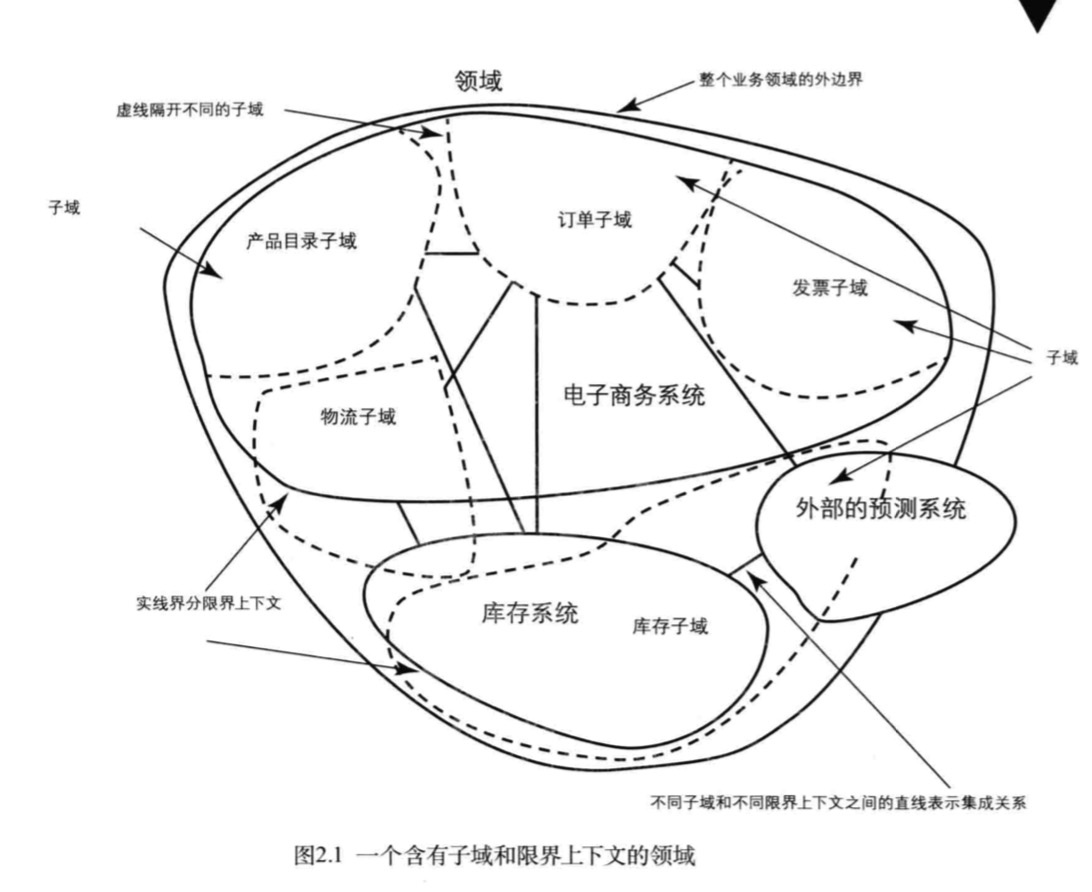 领域
整个业务领域的外边界
虚线隔开不同的子域
子域
产品目录子域
订单子域
发票子域
子域
电子商务系统
物流子域
外部的预测系统
实线界分限界上下文
库存系统
库存子域
不同子域和不同限界上下文之间的直线表示集成关系
图2.1 一个含有子域和限界上下文的领域